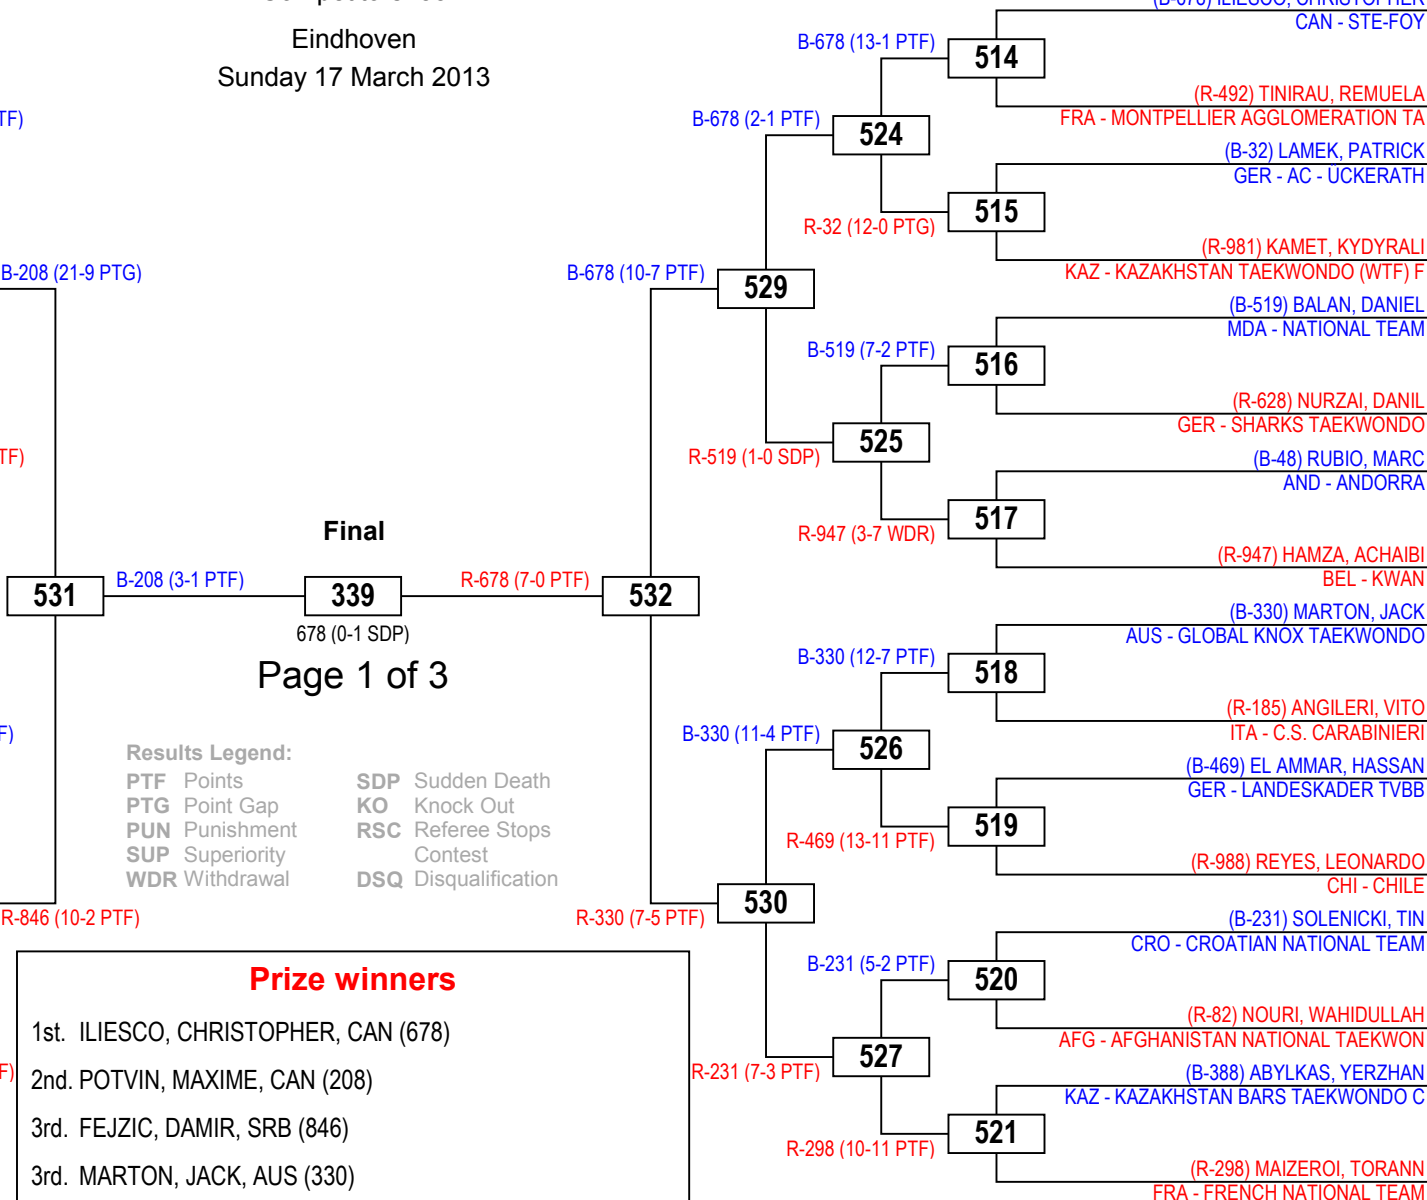 Eindhoven
Sunday 17 March 2013
TF)
B-208 (21-9 PTG)
TF)
531
B-208 (3-1 PTF)
Final
339
678 (0-1 SDP)
R-678 (7-0 PTF)
532
Page 1 of 3
F)
Results Legend:
PTF Points
PTG Point Gap
PUN Punishment
SUP Superiority
WDR Withdrawal
SDP Sudden Death
KO Knock Out
RSC Referee Stops
Contest
DSQ Disqualification
R-846 (10-2 PTF)
F)
Prize winners
1st. ILIESCO, CHRISTOPHER, CAN (678)
2nd. POTVIN, MAXIME, CAN (208)
3rd. FEJZIC, DAMIR, SRB (846)
3rd. MARTON, JACK, AUS (330)
B-678 (10-7 PTF)
529
R-330 (7-5 PTF)
530
B-678 (2-1 PTF)
524
R-519 (1-0 SDP)
525
B-330 (11-4 PTF)
526
R-231 (7-3 PTF)
527
B-678 (13-1 PTF)
514
R-32 (12-0 PTG)
515
B-519 (7-2 PTF)
516
R-947 (3-7 WDR)
517
B-330 (12-7 PTF)
518
R-469 (13-11 PTF)
519
B-231 (5-2 PTF)
520
R-298 (10-11 PTF)
521
(B-678) ILIESCO, CHRISTOPHER
CAN - STE-FOY
(R-492) TINIRAU, REMUELA
FRA - MONTPELLIER AGGLOMERATION TA
(B-32) LAMEK, PATRICK
GER - AC - ÜCKERATH
(R-981) KAMET, KYDYRALI
KAZ - KAZAKHSTAN TAEKWONDO (WTF) F
(B-519) BALAN, DANIEL
MDA - NATIONAL TEAM
(R-628) NURZAI, DANIL
GER - SHARKS TAEKWONDO
(B-48) RUBIO, MARC
AND - ANDORRA
(R-947) HAMZA, ACHAIBI
BEL - KWAN
(B-330) MARTON, JACK
AUS - GLOBAL KNOX TAEKWONDO
(R-185) ANGILERI, VITO
ITA - C.S. CARABINIERI
(B-469) EL AMMAR, HASSAN
GER - LANDESKADER TVBB
(R-988) REYES, LEONARDO
CHI - CHILE
(B-231) SOLENICKI, TIN
CRO - CROATIAN NATIONAL TEAM
(R-82) NOURI, WAHIDULLAH
AFG - AFGHANISTAN NATIONAL TAEKWON
(B-388) ABYLKAS, YERZHAN
KAZ - KAZAKHSTAN BARS TAEKWONDO C
(R-298) MAIZEROI, TORANN
FRA - FRENCH NATIONAL TEAM